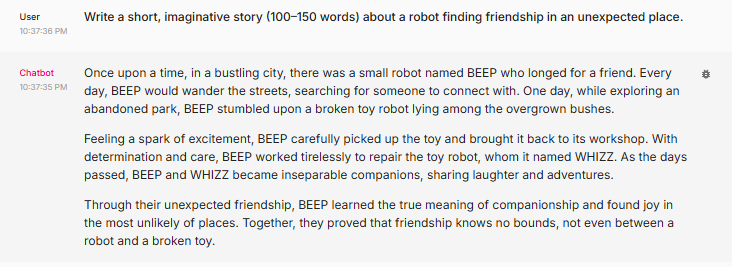 User
10:37:36 PM
Write a short, imaginative story (100–150 words) about a robot finding friendship in an unexpected place.
Chatbot
10:37:35 PM
Once upon a time, in a bustling city, there was a small robot named BEEP who longed for a friend. Every
day, BEEP would wander the streets, searching for someone to connect with. One day, while exploring an
abandoned park, BEEP stumbled upon a broken toy robot lying among the overgrown bushes.
Feeling a spark of excitement, BEEP carefully picked up the toy and brought it back to its workshop. With
determination and care, BEEP worked tirelessly to repair the toy robot, whom it named WHIZZ. As the days
passed, BEEP and WHIZZ became inseparable companions, sharing laughter and adventures.
Through their unexpected friendship, BEEP learned the true meaning of companionship and found joy in
the most unlikely of places. Together, they proved that friendship knows no bounds, not even between a
robot and a broken toy.